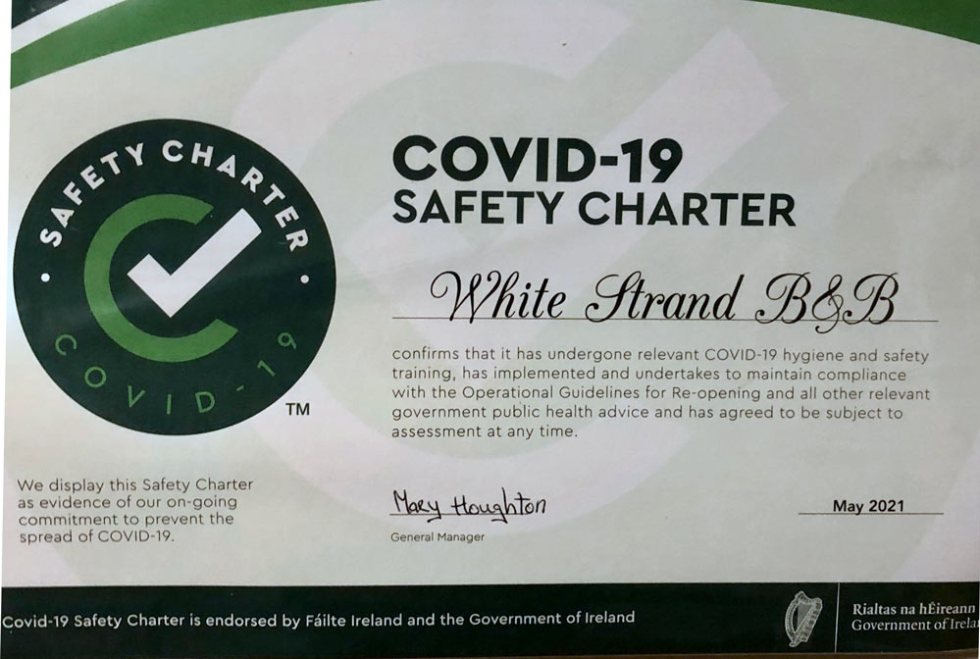 SAFETY CHARTER
COVID-19
TM
We display this Safety Charter
as evidence of our on-going
commitment to prevent the
spread of COVID-19.
COVID-19
SAFETY CHARTER
White Strand B&B
confirms that it has undergone relevant COVID-19 hygiene and safety
training, has implemented and undertakes to maintain compliance
with the Operational Guidelines for Re-opening and all other relevant
government public health advice and has agreed to be subject to
assessment at any time.
Mary Houghton
General Manager
May 2021
Covid-19 Safety Charter is endorsed by Fáilte Ireland and the Government of Ireland
Rialtas na hÉireann
Government of Irela